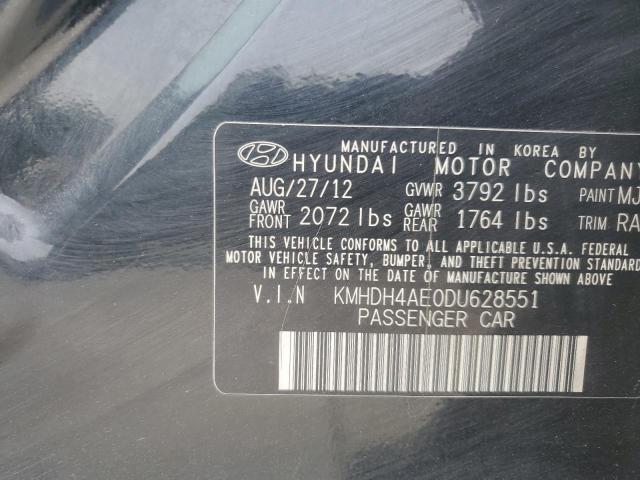 MANUFACTURED IN KOREA BY
HYUNDAI MOTOR COMPANY
AUG/27/12 GVWR 3792 lbs PAINT MJ
GAWR FRONT 2072 lbs GAWR REAR 1764 lbs TRIM RA
THIS VEHICLE CONFORMS TO ALL APPLICABLE U.S.A. FEDERAL
MOTOR VEHICLE SAFETY, BUMPER, AND THEFT PREVENTION STANDARD
IN EFFECT ON THE DATE OF MANUFACTURE SHOWN ABOVE
V.I.N KMHDH4AE0DU628551
PASSENGER CAR